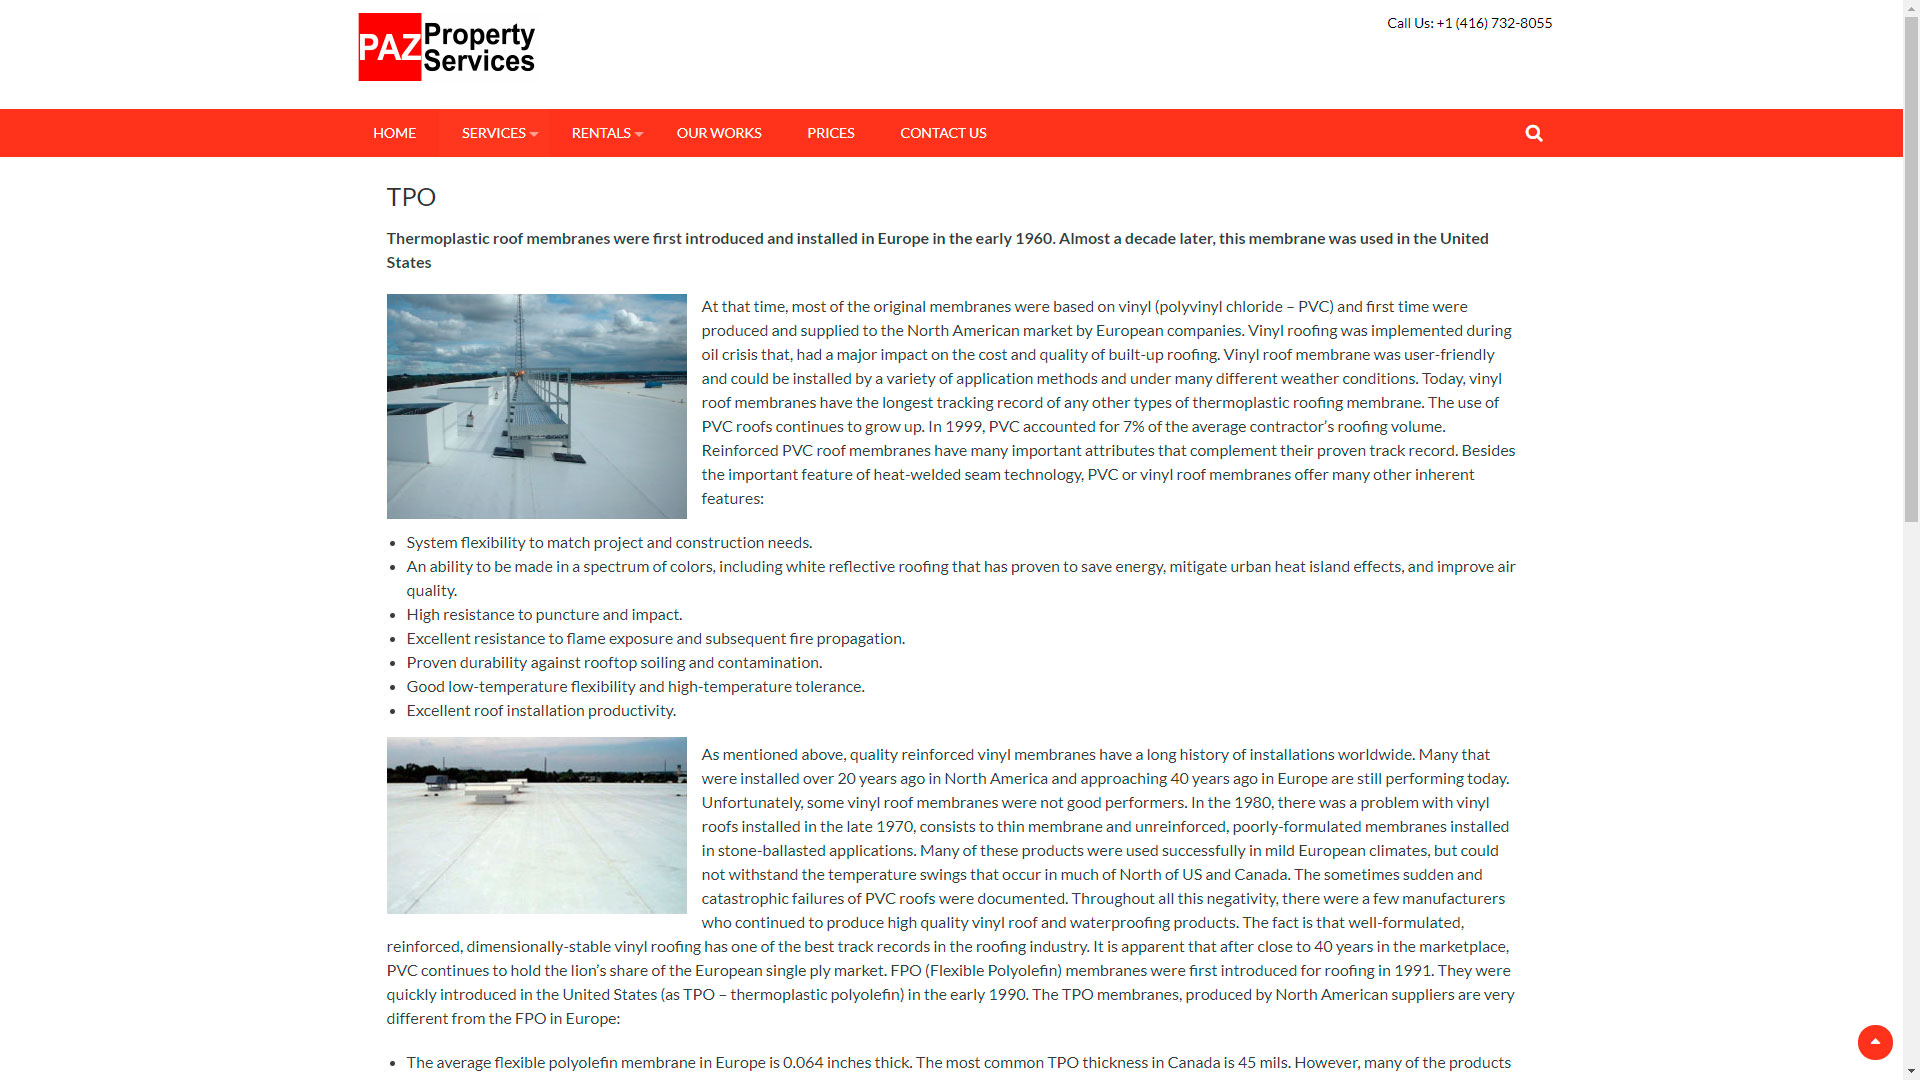 PAZ Property
Services
Call Us: +1 (416) 732-8055
HOME SERVICES RENTALS OUR WORKS PRICES CONTACT US
TPO
Thermoplastic roof membranes were first introduced and installed in Europe in the early 1960. Almost a decade later, this membrane was used in the United
States
At that time, most of the original membranes were based on vinyl (polyvinyl chloride – PVC) and first time were
produced and supplied to the North American market by European companies. Vinyl roofing was implemented during
oil crisis that, had a major impact on the cost and quality of built-up roofing. Vinyl roof membrane was user-friendly
and could be installed by a variety of application methods and under many different weather conditions. Today, vinyl
roof membranes have the longest tracking record of any other types of thermoplastic roofing membrane. The use of
PVC roofs continues to grow up. In 1999, PVC accounted for 7% of the average contractor’s roofing volume.
Reinforced PVC roof membranes have many important attributes that complement their proven track record. Besides
the important feature of heat-welded seam technology, PVC or vinyl roof membranes offer many other inherent
features:
• System flexibility to match project and construction needs.
• An ability to be made in a spectrum of colors, including white reflective roofing that has proven to save energy, mitigate urban heat island effects, and improve air
quality.
• High resistance to puncture and impact.
• Excellent resistance to flame exposure and subsequent fire propagation.
• Proven durability against rooftop soiling and contamination.
• Good low-temperature flexibility and high-temperature tolerance.
• Excellent roof installation productivity.
As mentioned above, quality reinforced vinyl membranes have a long history of installations worldwide. Many that
were installed over 20 years ago in North America and approaching 40 years ago in Europe are still performing today.
Unfortunately, some vinyl roof membranes were not good performers. In the 1980, there was a problem with vinyl
roofs installed in the late 1970, consists to thin membrane and unreinforced, poorly-formulated membranes installed
in stone-ballasted applications. Many of these products were used successfully in mild European climates, but could
not withstand the temperature swings that occur in much of North of US and Canada. The sometimes sudden and
catastrophic failures of PVC roofs were documented. Throughout all this negativity, there were a few manufacturers
who continued to produce high quality vinyl roof and waterproofing products. The fact is that well-formulated,
reinforced, dimensionally-stable vinyl roofing has one of the best track records in the roofing industry. It is apparent that after close to 40 years in the marketplace,
PVC continues to hold the lion’s share of the European single ply market. FPO (Flexible Polyolefin) membranes were first introduced for roofing in 1991. They were
quickly introduced in the United States (as TPO – thermoplastic polyolefin) in the early 1990. The TPO membranes, produced by North American suppliers are very
different from the FPO in Europe:
• The average flexible polyolefin membrane in Europe is 0.064 inches thick. The most common TPO thickness in Canada is 45 mils. However, many of the products